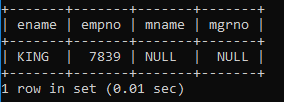 +-------+-------+-------+-------+
| ename | empno | mname | mgrno |
+-------+-------+-------+-------+
| KING  |  7839 | NULL  |  NULL |
+-------+-------+-------+-------+
1 row in set (0.01 sec)